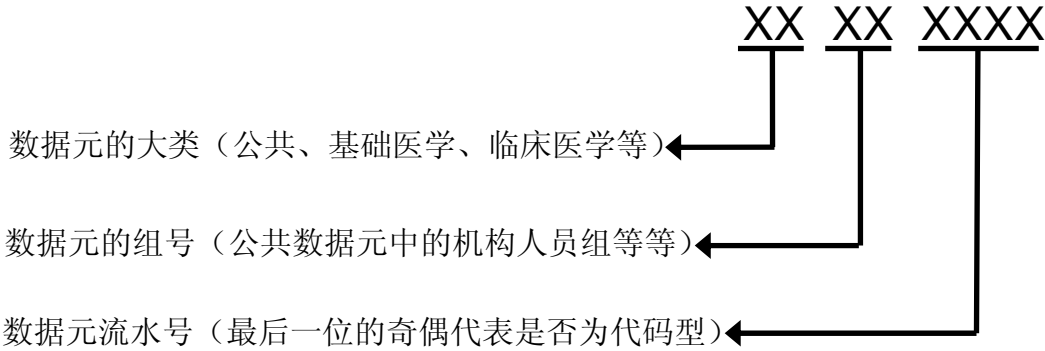 XX XX XXXX
数据元的大类（公共、基础医学、临床医学等）
数据元的组号（公共数据元中的机构人员组等等）
数据元流水号（最后一位的奇偶代表是否为代码型）